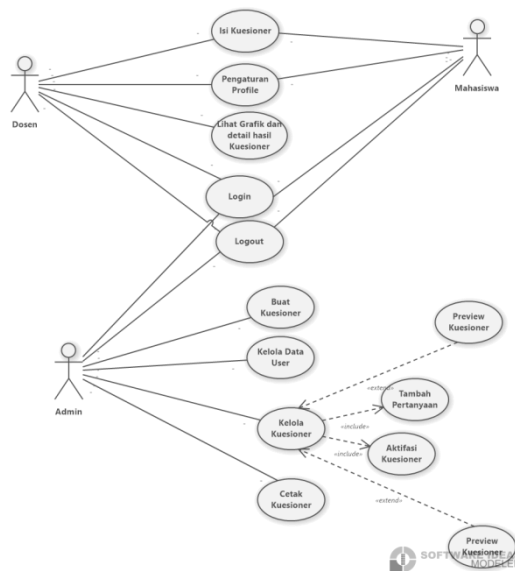 Isi Kuesioner
Pengaturan
Profile
Dosen
Mahasiswa
Lihat Grafik dan
detail hasil
Kuesioner
Login
Logout
Buat
Kuesioner
Preview
Kuesioner
Kelola Data
User
Admin
«extend»
Tambah
Pertanyaan
Kelola
Kuesioner
«include»
Aktifasi
Kuesioner
«include»
Cetak
Kuesioner
«extend»
Preview
Kuesioner
SOFTWARE IDEA
MODELER